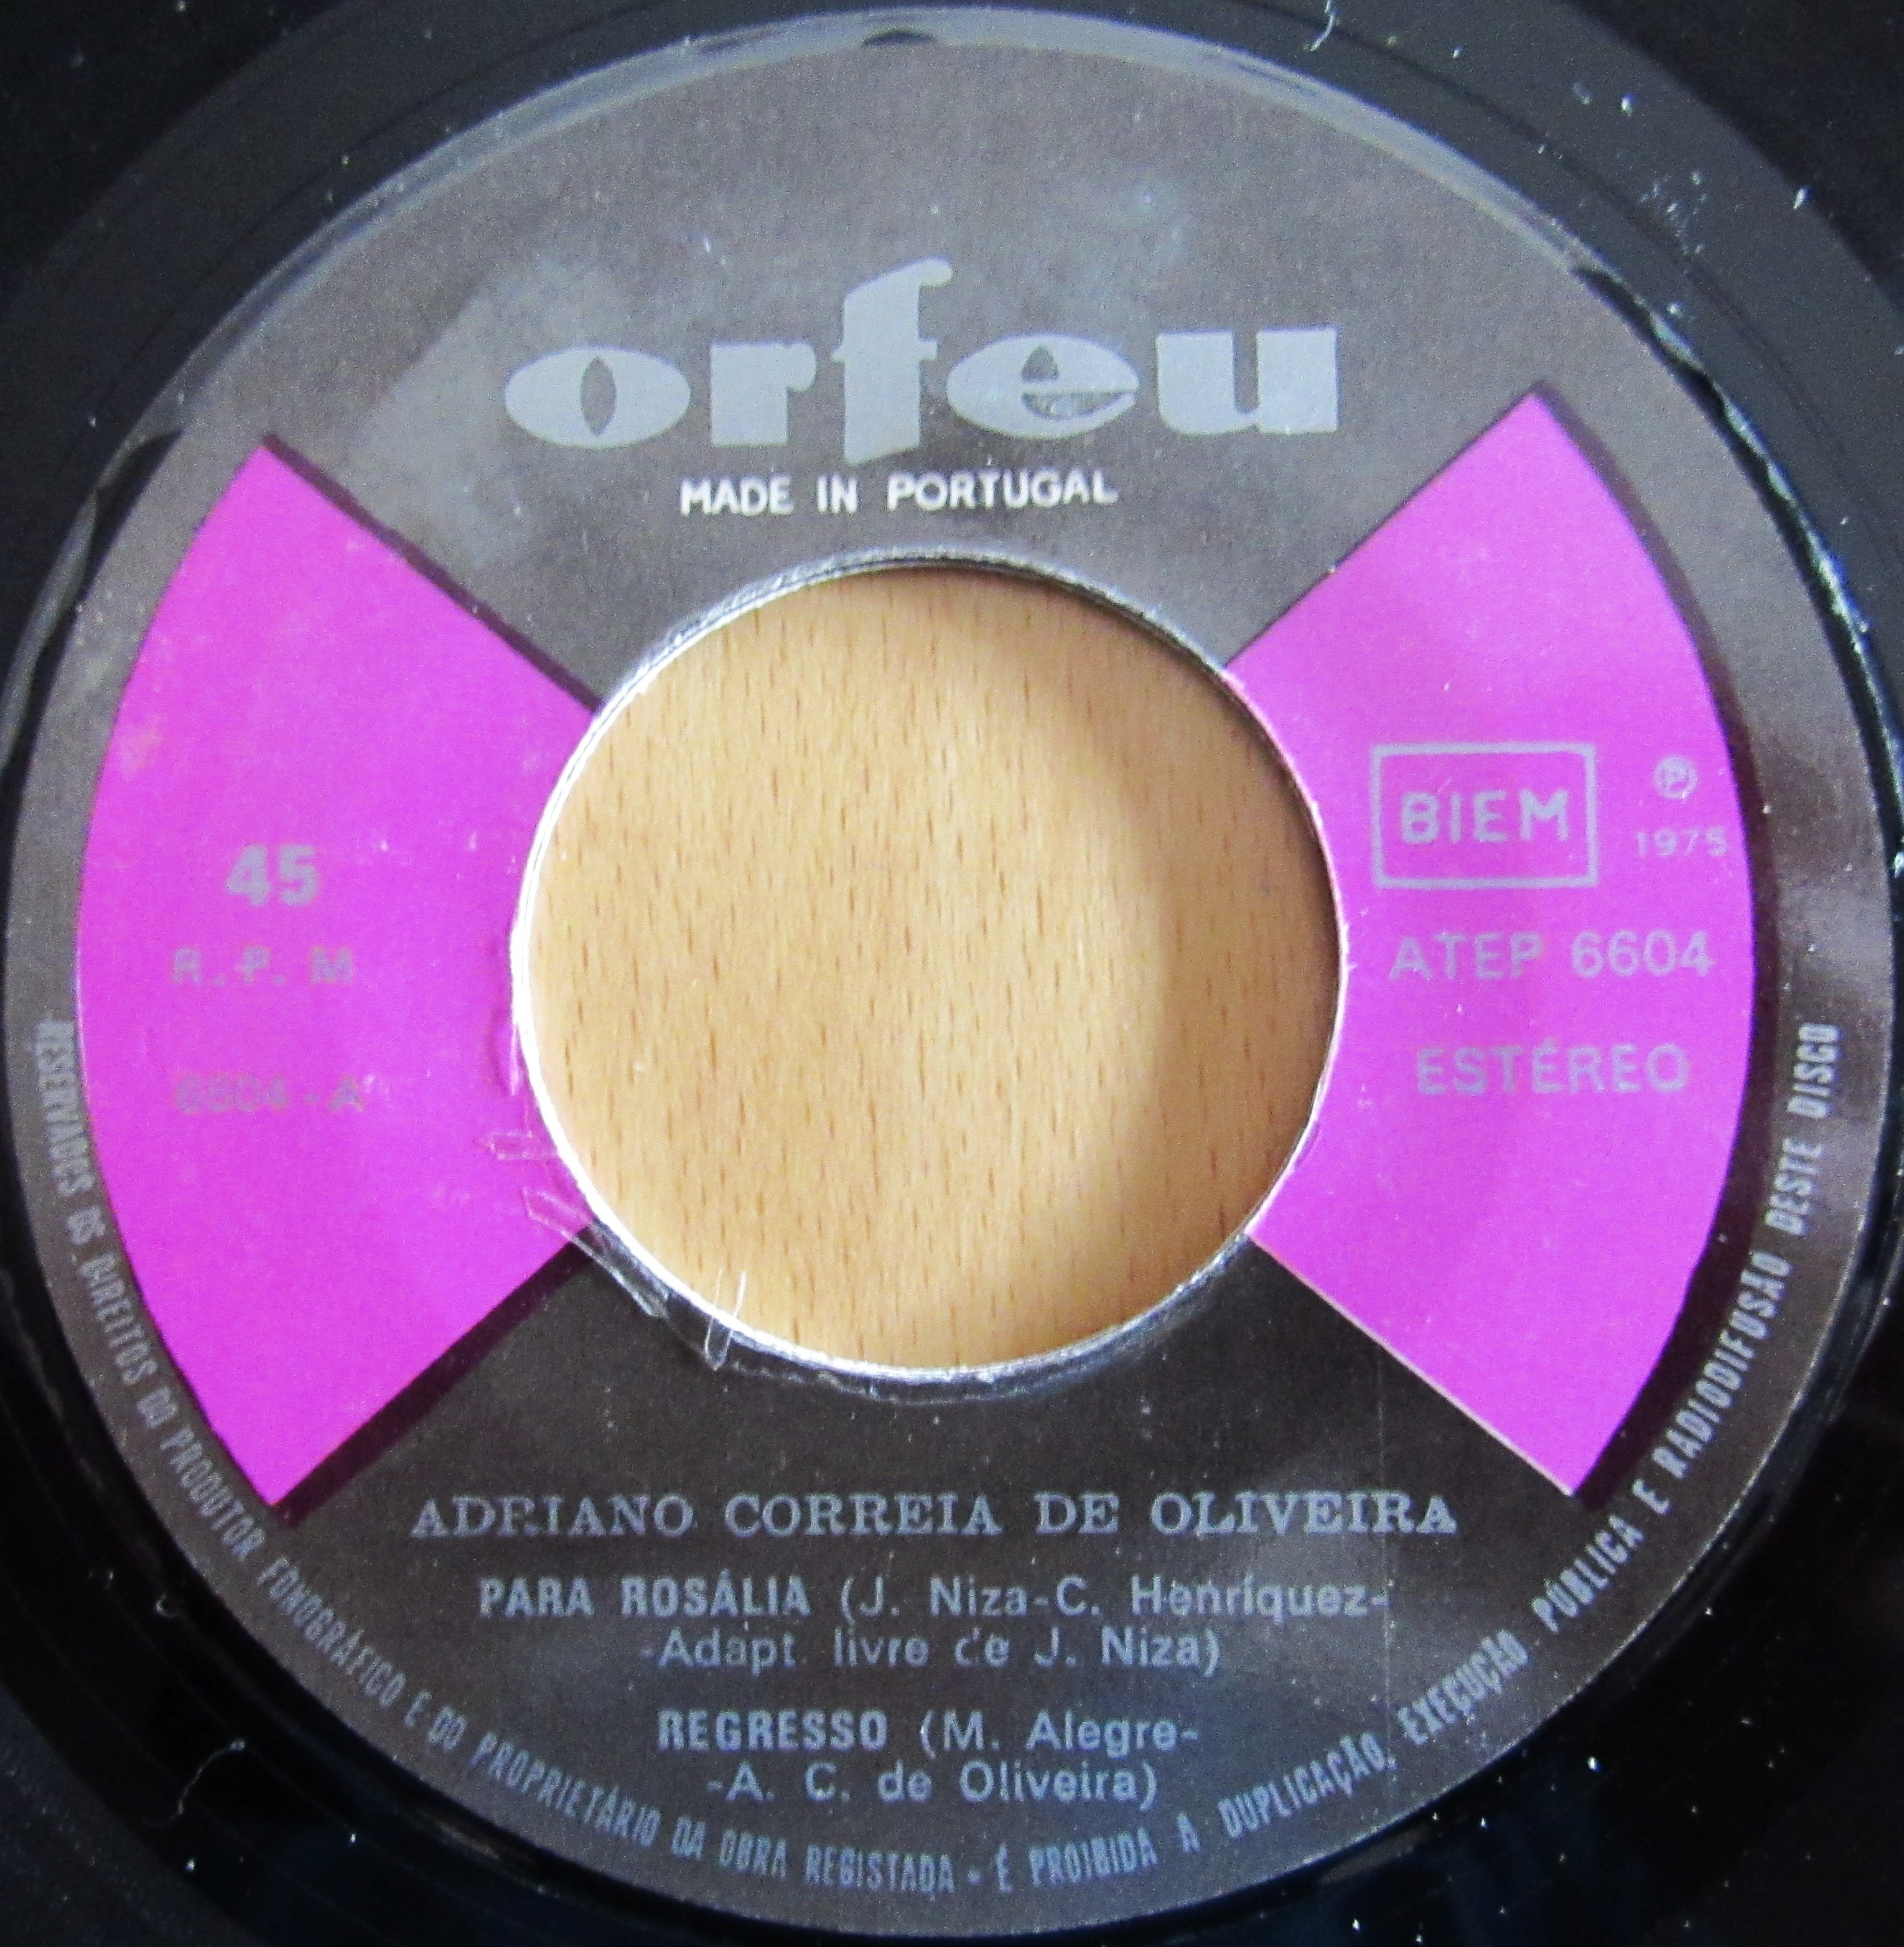 orfeu
MADE IN PORTUGAL
45
R.P.M
6604-A
BIEM
℗
1975
ATEP 6604
ESTÉREO
ADRIANO CORREIA DE OLIVEIRA
PARA ROSÁLIA (J. Niza-C. Henríquez-
-Adapt. livre de J. Niza)
REGRESSO (M. Alegre-
-A. C. de Oliveira)
RESERVADOS OS DIREITOS DO PRODUTOR FONOGRÁFICO E DO PROPRIETÁRIO DA OBRA REGISTADA · É PROIBIDA A DUPLICAÇÃO, EXECUÇÃO PÚBLICA E RADIODIFUSÃO DESTE DISCO